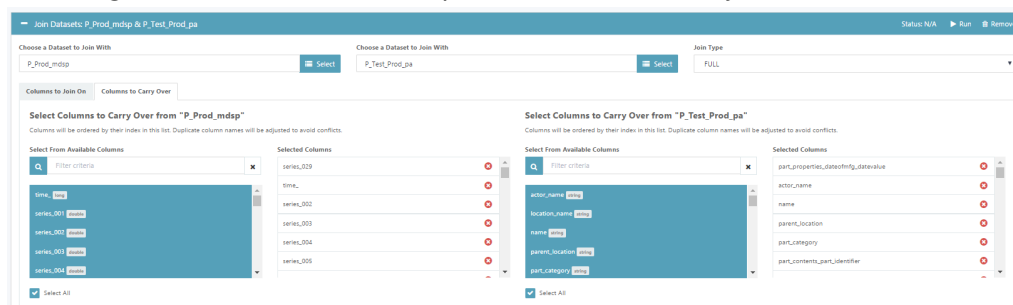 Join Datasets: P_Prod_mdsp & P_Test_Prod_pa Status: N/A Run Remove
Choose a Dataset to Join With Choose a Dataset to Join With Join Type
P_Prod_mdsp Select P_Test_Prod_pa Select FULL
Columns to Join On Columns to Carry Over
Select Columns to Carry Over from "P_Prod_mdsp" Select Columns to Carry Over from "P_Test_Prod_pa"
Columns will be ordered by their index in this list. Duplicate column names will be adjusted to avoid conflicts. Columns will be ordered by their index in this list. Duplicate column names will be adjusted to avoid conflicts.
Select From Available Columns Selected Columns Select From Available Columns Selected Columns
Filter criteria series_029 Filter criteria part_properties_dateofmfg_datevalue
time_ long time_ actor_name string actor_name
series_001 double series_002 location_name string name
series_002 double series_003 name string parent_location
series_003 double series_004 parent_location string part_category
series_004 double series_005 part_category string part_contents_part_identifier
Select All Select All